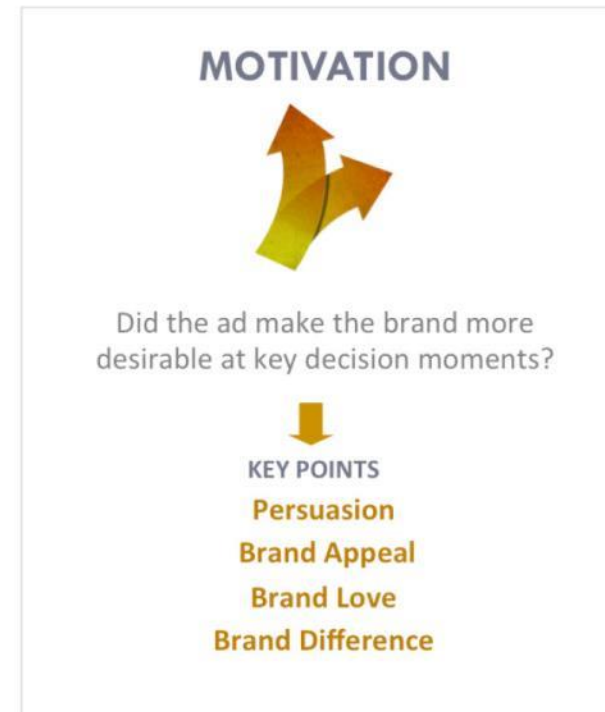 MOTIVATION
Did the ad make the brand more
desirable at key decision moments?
KEY POINTS
Persuasion
Brand Appeal
Brand Love
Brand Difference